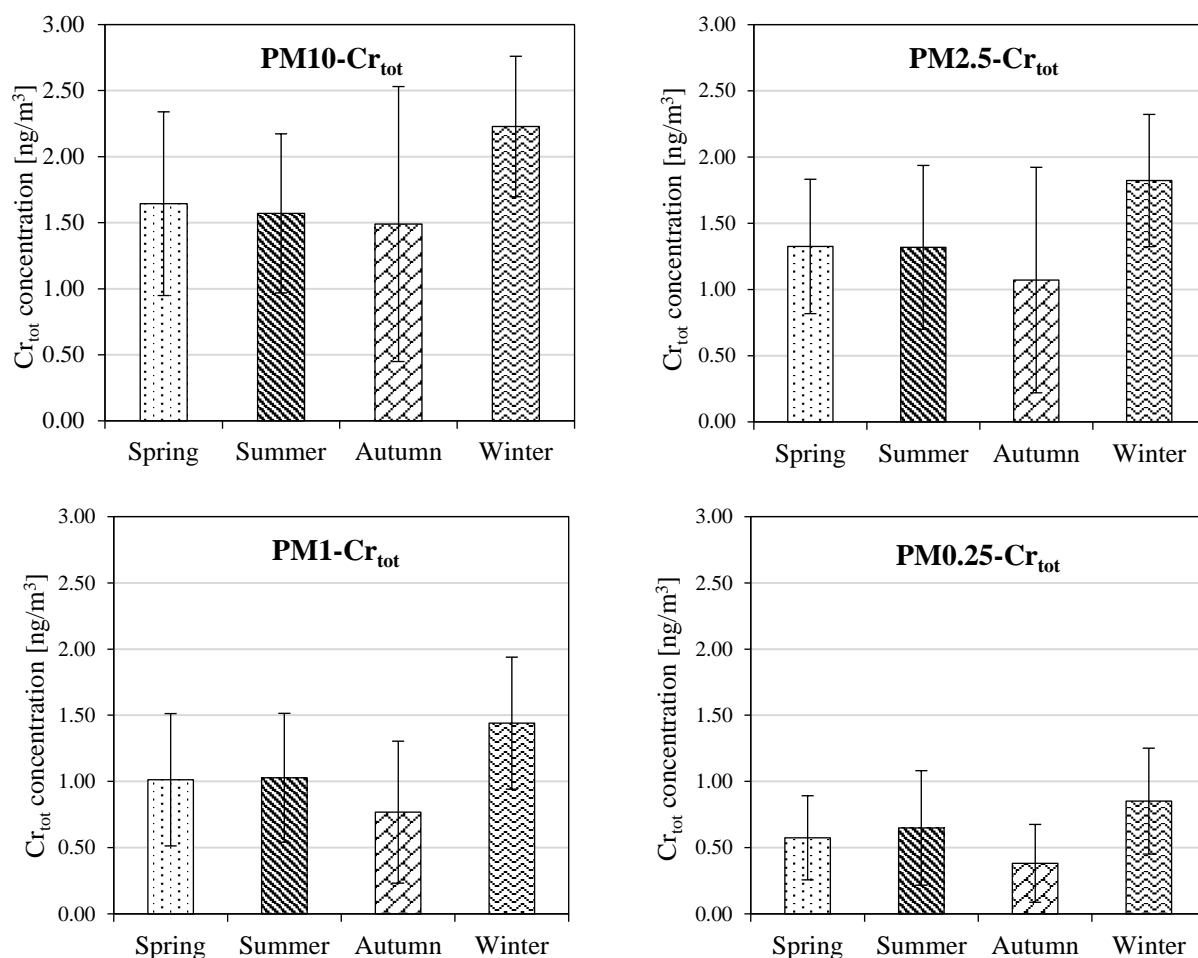 PM10-Cr_tot
Cr_tot concentration [ng/m³]
3.00
2.50
2.00
1.50
1.00
0.50
0.00
Spring Summer Autumn Winter
PM2.5-Cr_tot
Cr_tot concentration [ng/m³]
3.00
2.50
2.00
1.50
1.00
0.50
0.00
Spring Summer Autumn Winter
PM1-Cr_tot
Cr_tot concentration [ng/m³]
3.00
2.50
2.00
1.50
1.00
0.50
0.00
Spring Summer Autumn Winter
PM0.25-Cr_tot
Cr_tot concentration [ng/m³]
3.00
2.50
2.00
1.50
1.00
0.50
0.00
Spring Summer Autumn Winter